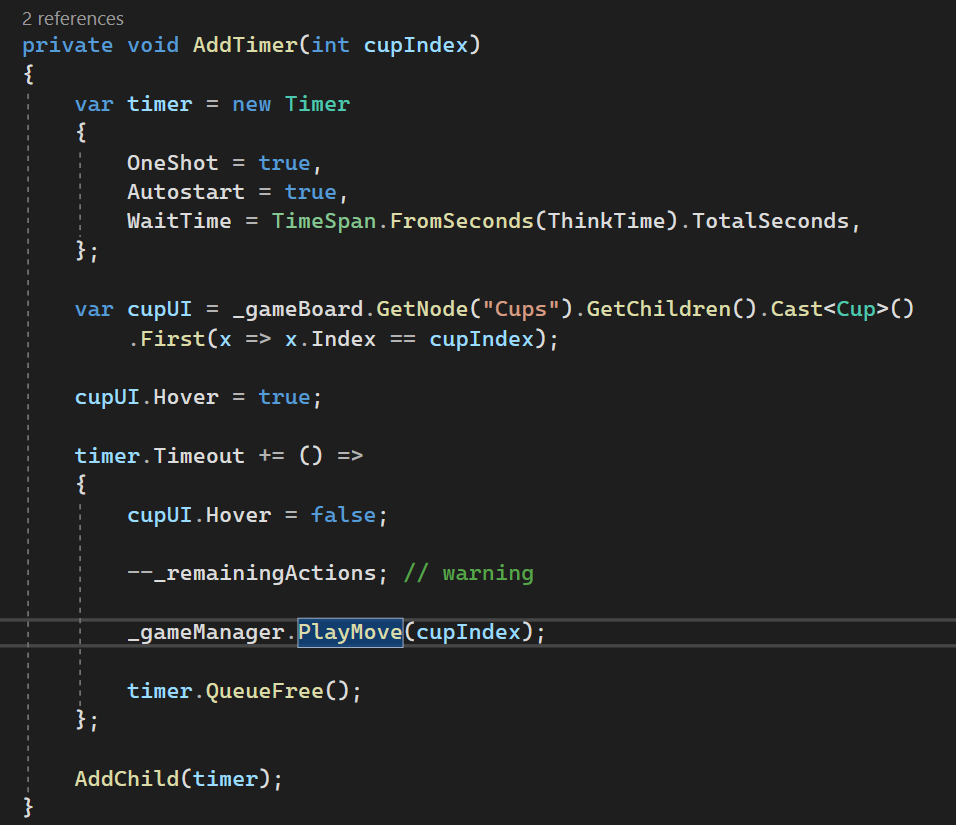 2 references
private void AddTimer(int cupIndex)
{
var timer = new Timer
{
OneShot = true,
Autostart = true,
WaitTime = TimeSpan.FromSeconds(ThinkTime).TotalSeconds,
};
var cupUI = _gameBoard.GetNode("Cups").GetChildren().Cast<Cup>()
.First(x => x.Index == cupIndex);
cupUI.Hover = true;
timer.Timeout += () =>
{
cupUI.Hover = false;
--_remainingActions; // warning
_gameManager.PlayMove(cupIndex);
timer.QueueFree();
};
AddChild(timer);
}